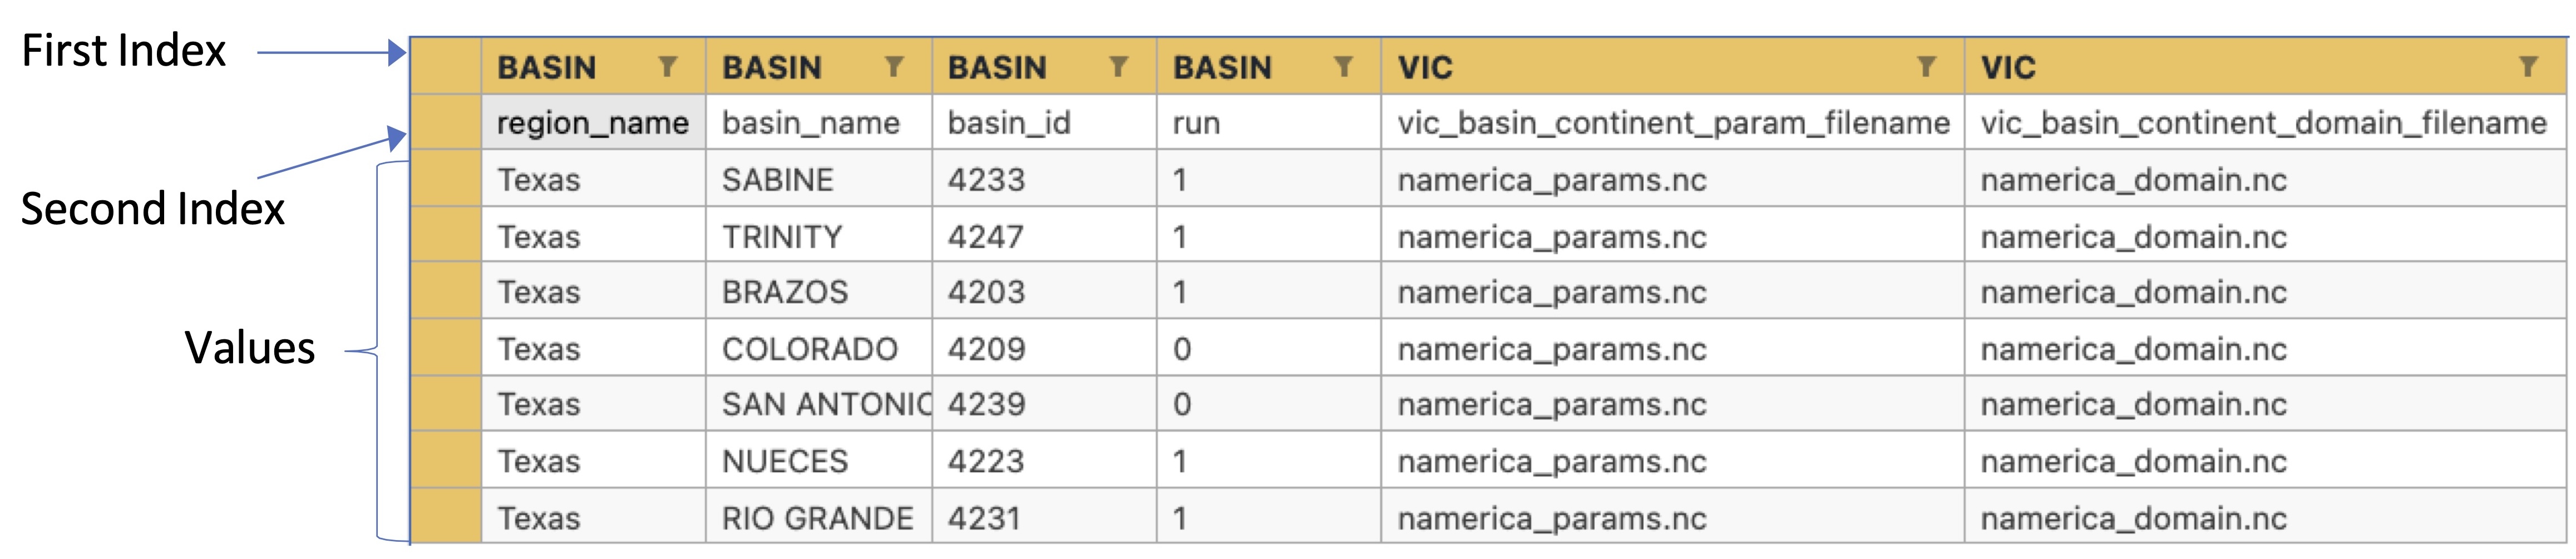 First Index
BASIN BASIN BASIN BASIN VIC VIC
region_name basin_name basin_id run vic_basin_continent_param_filename vic_basin_continent_domain_filename
Second Index
Texas SABINE 4233 1 namerica_params.nc namerica_domain.nc
Texas TRINITY 4247 1 namerica_params.nc namerica_domain.nc
Texas BRAZOS 4203 1 namerica_params.nc namerica_domain.nc
Values
Texas COLORADO 4209 0 namerica_params.nc namerica_domain.nc
Texas SAN ANTONIO 4239 0 namerica_params.nc namerica_domain.nc
Texas NUECES 4223 1 namerica_params.nc namerica_domain.nc
Texas RIO GRANDE 4231 1 namerica_params.nc namerica_domain.nc